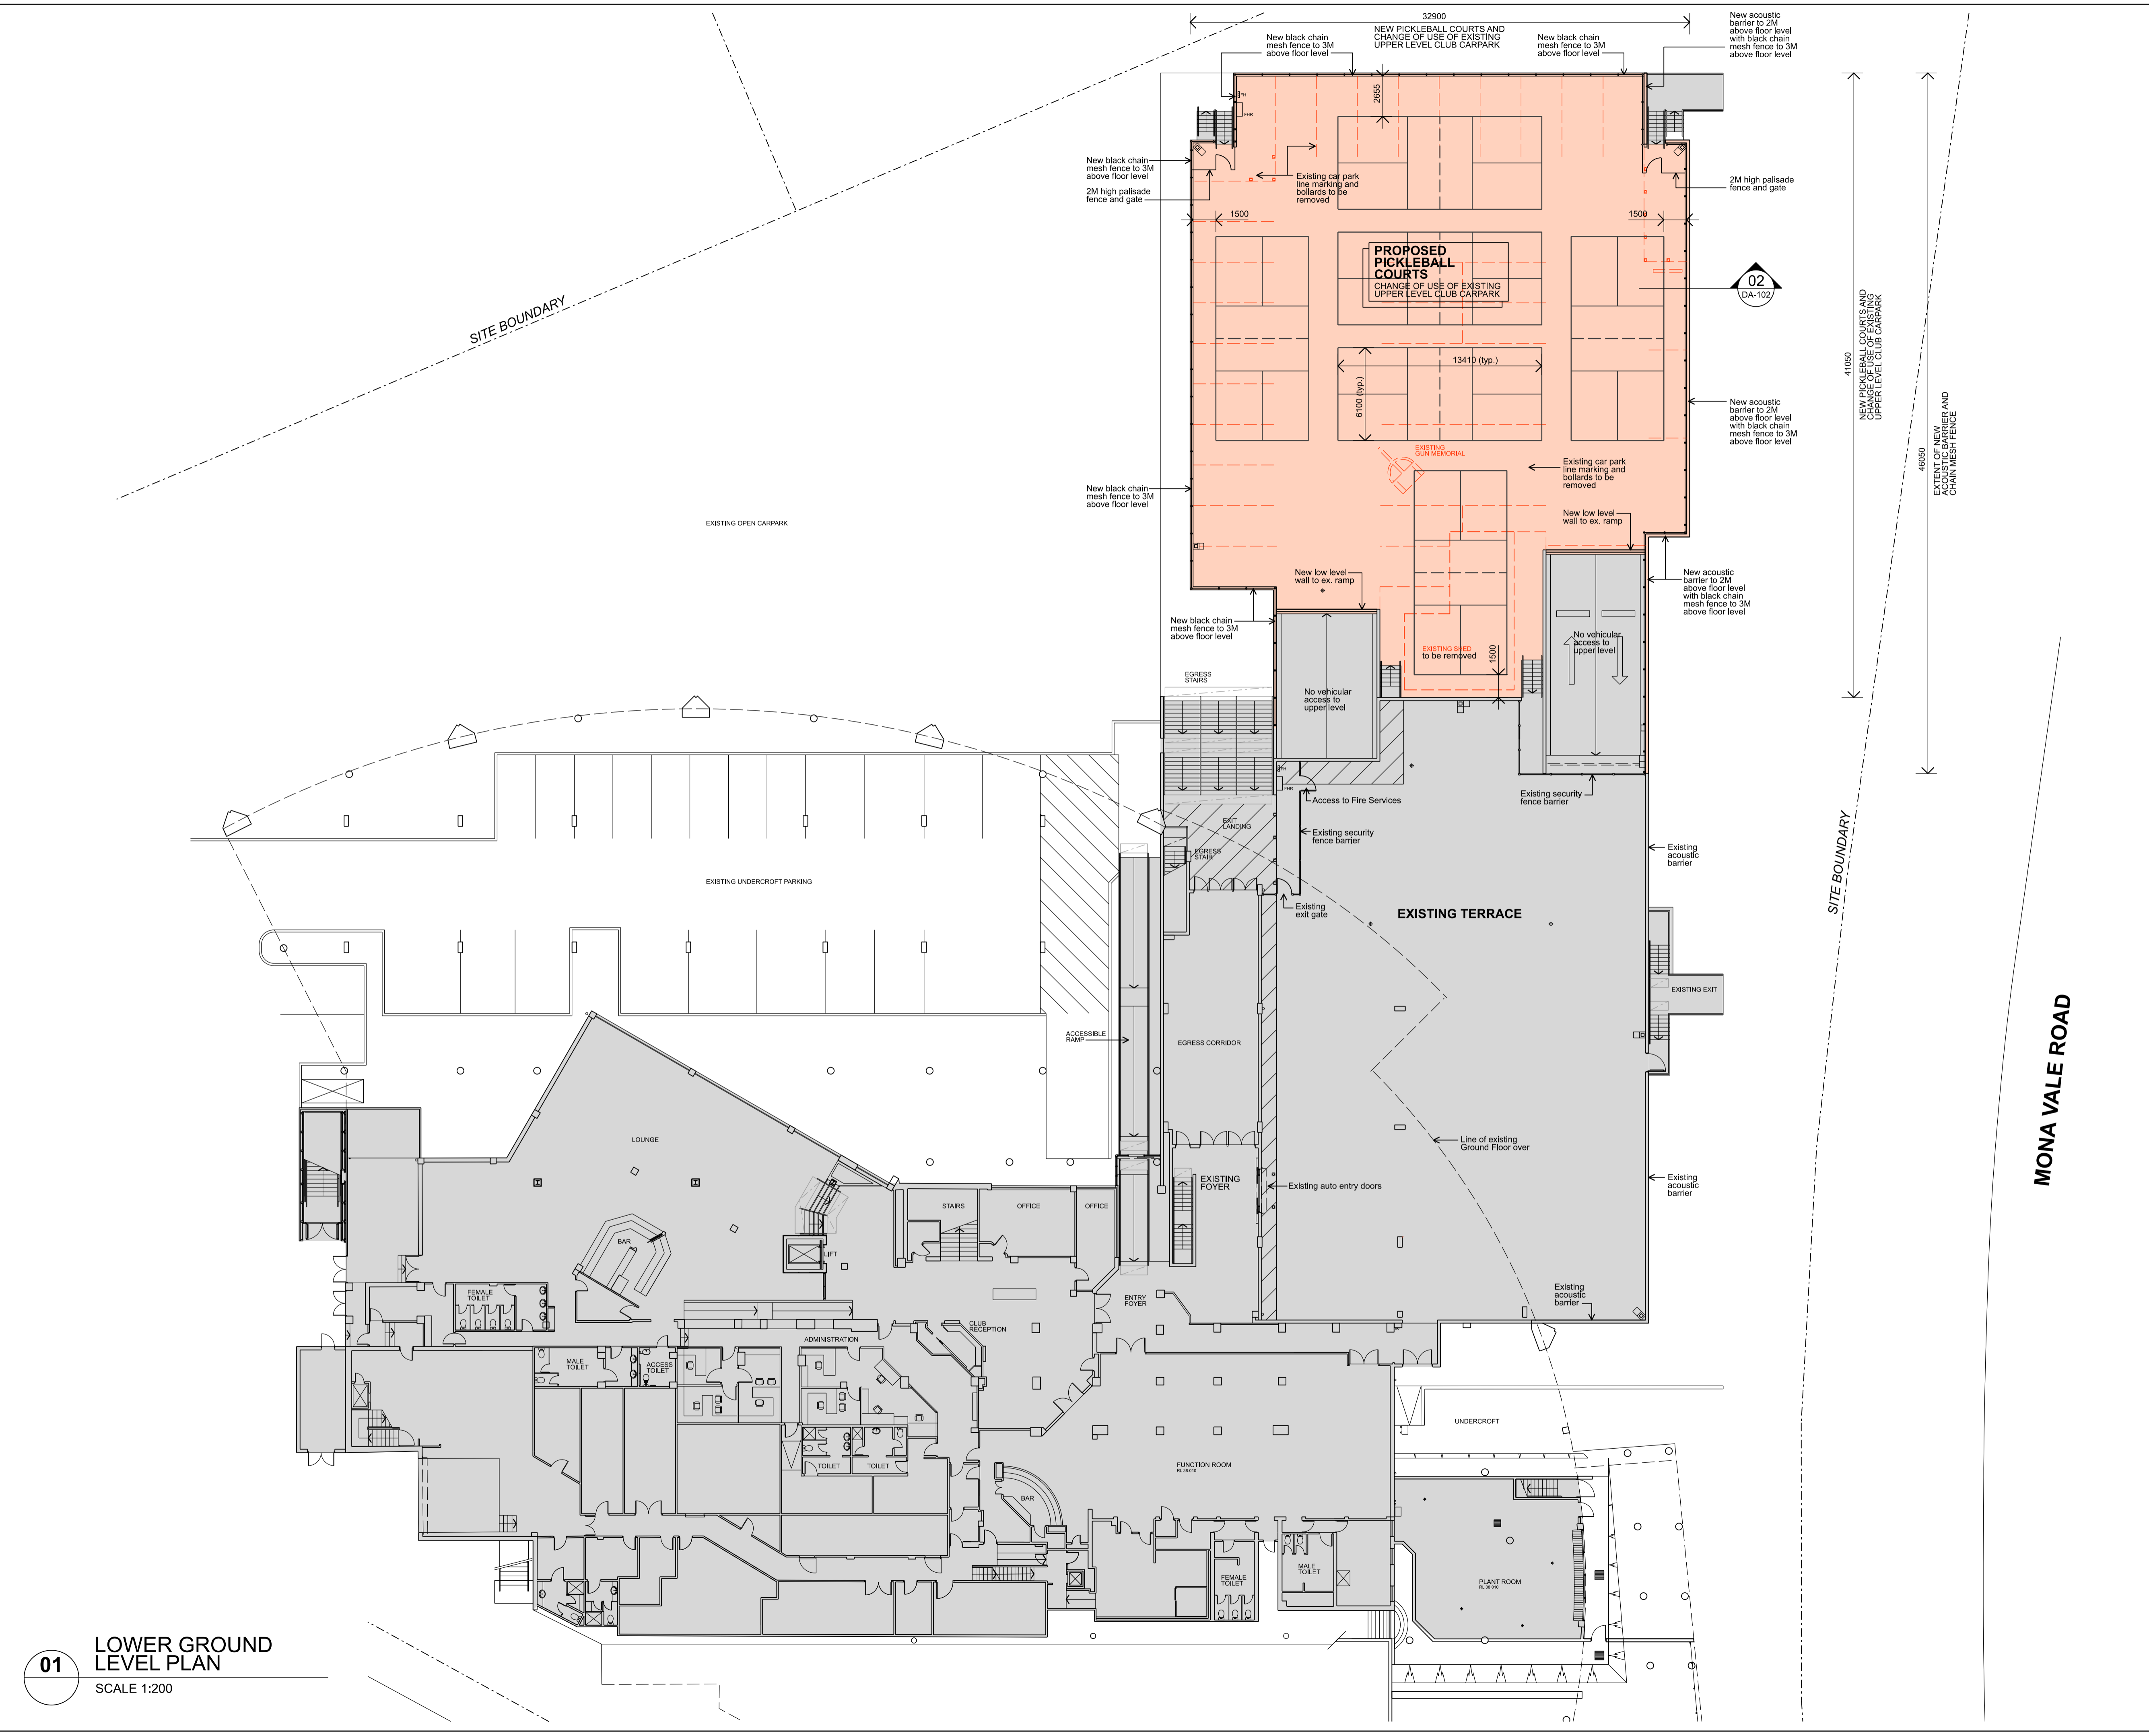 32900
NEW PICKLEBALL COURTS AND
CHANGE OF USE OF EXISTING
UPPER LEVEL CLUB CARPARK
New black chain
mesh fence to 3M
above floor level
New black chain
mesh fence to 3M
above floor level
New acoustic
barrier to 2M
above floor level
with black chain
mesh fence to 3M
above floor level
2655
FH
FHR
New black chain
mesh fence to 3M
above floor level
2M high palisade
fence and gate
Existing car park
line marking and
bollards to be
removed
2M high palisade
fence and gate
1500
1500
PROPOSED
PICKLEBALL
COURTS
CHANGE OF USE OF EXISTING
UPPER LEVEL CLUB CARPARK
02
DA-102
SITE BOUNDARY
13410 (typ.)
6100 (typ.)
41050
NEW PICKLEBALL COURTS AND
CHANGE OF USE OF EXISTING
UPPER LEVEL CLUB CARPARK
46050
EXTENT OF NEW
ACOUSTIC BARRIER AND
CHAIN MESH FENCE
New acoustic
barrier to 2M
above floor level
with black chain
mesh fence to 3M
above floor level
EXISTING
GUN MEMORIAL
Existing car park
line marking and
bollards to be
removed
New black chain
mesh fence to 3M
above floor level
New low level
wall to ex. ramp
EXISTING OPEN CARPARK
New low level
wall to ex. ramp
New acoustic
barrier to 2M
above floor level
with black chain
mesh fence to 3M
above floor level
New black chain
mesh fence to 3M
above floor level
No vehicular
access to
upper level
EXISTING SHED
to be removed
1500
EGRESS
STAIRS
No vehicular
access to
upper level
FH
FHR
Access to Fire Services
Existing security
fence barrier
EXIT
LANDING
Existing security
fence barrier
EGRESS
STAIR
Existing
acoustic
barrier
SITE BOUNDARY
EXISTING UNDERCROFT PARKING
Existing
exit gate
EXISTING TERRACE
EXISTING EXIT
MONA VALE ROAD
ACCESSIBLE
RAMP
EGRESS CORRIDOR
LOUNGE
Line of existing
Ground Floor over
EXISTING
FOYER
Existing auto entry doors
Existing
acoustic
barrier
STAIRS
OFFICE
OFFICE
BAR
LIFT
FEMALE
TOILET
ENTRY
FOYER
Existing
acoustic
barrier
CLUB
RECEPTION
ADMINISTRATION
MALE
TOILET
ACCESS
TOILET
UNDERCROFT
TOILET
TOILET
FUNCTION ROOM
RL 38.010
BAR
MALE
TOILET
FEMALE
TOILET
PLANT ROOM
RL 38.010
01
LOWER GROUND
LEVEL PLAN
SCALE 1:200